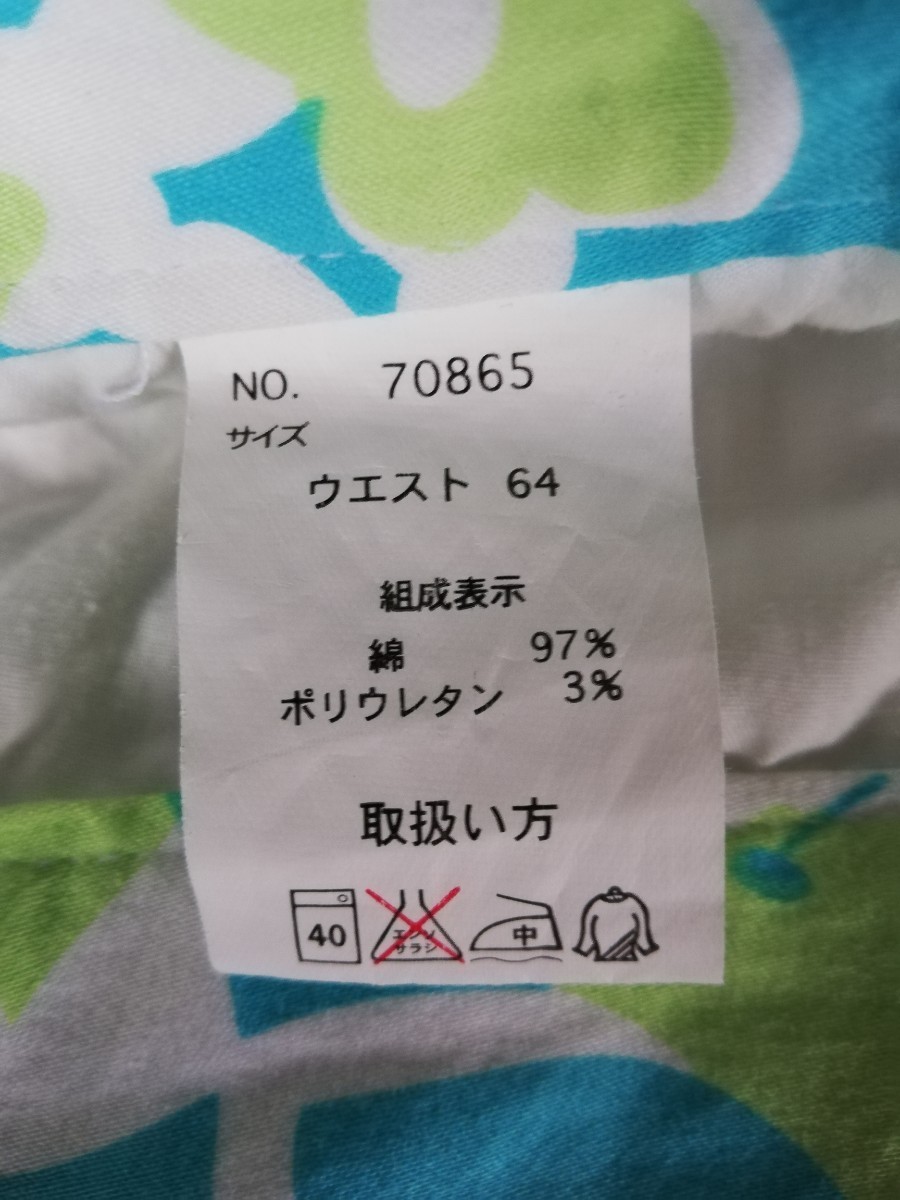 NO. 70865
サイズ
ウエスト 64
組成表示
綿 97%
ポリウレタン 3%
取扱い方
40
エンソ
サラシ
中